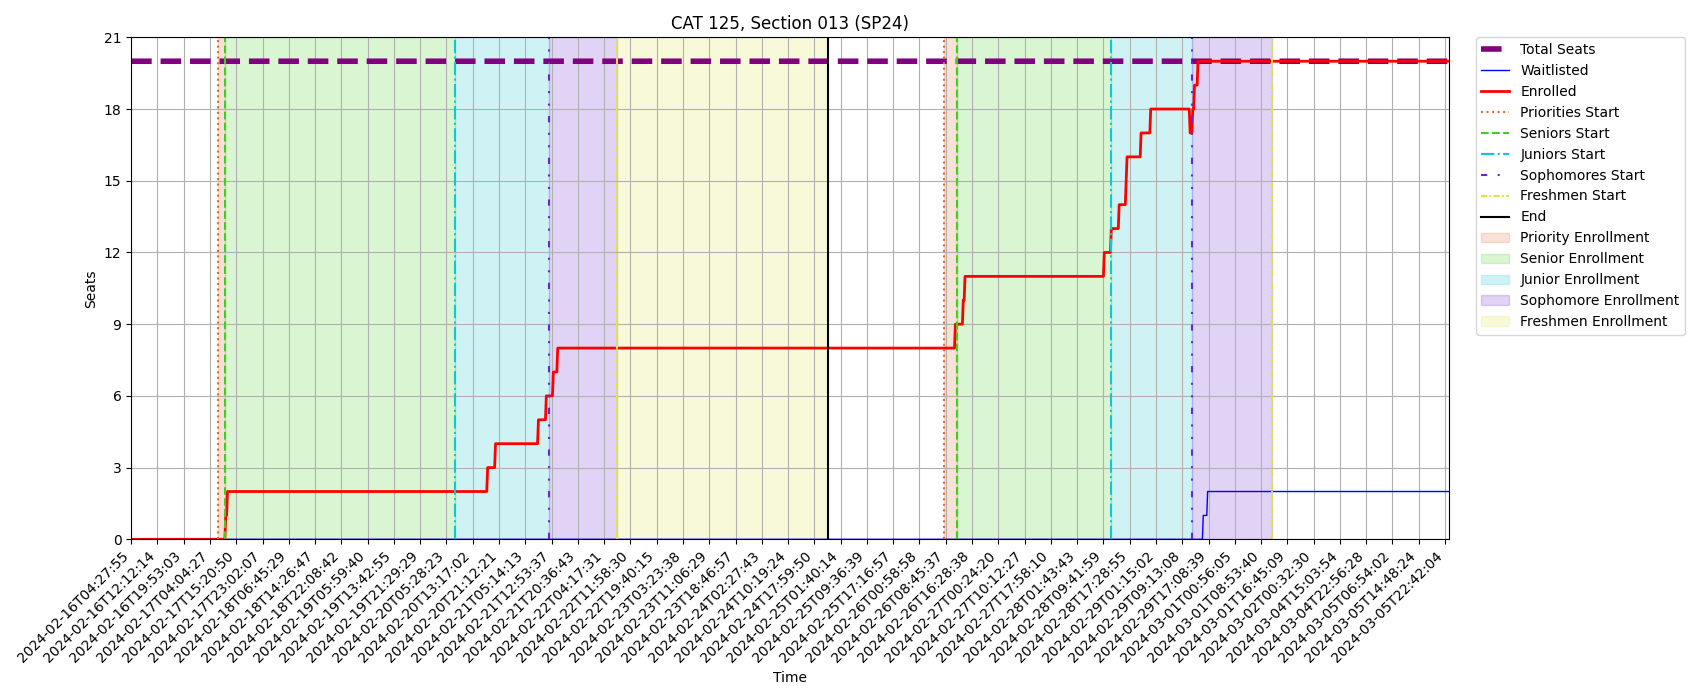 CAT 125, Section 013 (SP24)
21
18
15
12
9
6
3
0
Seats
2024-02-16T04:27:55
2024-02-16T12:12:14
2024-02-16T19:53:03
2024-02-17T04:04:27
2024-02-17T15:20:50
2024-02-17T23:02:07
2024-02-18T06:45:29
2024-02-18T14:26:47
2024-02-18T22:08:42
2024-02-19T05:59:40
2024-02-19T13:42:55
2024-02-19T21:29:29
2024-02-20T05:28:23
2024-02-20T13:17:02
2024-02-20T21:12:21
2024-02-21T05:14:13
2024-02-21T12:53:37
2024-02-21T20:36:43
2024-02-22T04:17:31
2024-02-22T11:58:30
2024-02-22T19:40:15
2024-02-23T03:23:38
2024-02-23T11:06:29
2024-02-23T18:46:57
2024-02-24T02:27:43
2024-02-24T10:19:24
2024-02-24T17:59:50
2024-02-25T01:40:14
2024-02-25T09:36:39
2024-02-25T17:16:57
2024-02-26T00:58:58
2024-02-26T08:45:37
2024-02-26T16:28:38
2024-02-27T00:24:20
2024-02-27T10:12:27
2024-02-27T17:58:10
2024-02-28T01:43:43
2024-02-28T09:41:59
2024-02-28T17:28:55
2024-02-29T01:15:02
2024-02-29T09:13:08
2024-02-29T17:08:39
2024-03-01T00:56:05
2024-03-01T08:53:40
2024-03-01T16:45:09
2024-03-02T00:32:30
2024-03-04T15:03:54
2024-03-04T22:56:28
2024-03-05T06:54:02
2024-03-05T14:48:24
2024-03-05T22:42:04
Time
Total Seats
Waitlisted
Enrolled
Priorities Start
Seniors Start
Juniors Start
Sophomores Start
Freshmen Start
End
Priority Enrollment
Senior Enrollment
Junior Enrollment
Sophomore Enrollment
Freshmen Enrollment